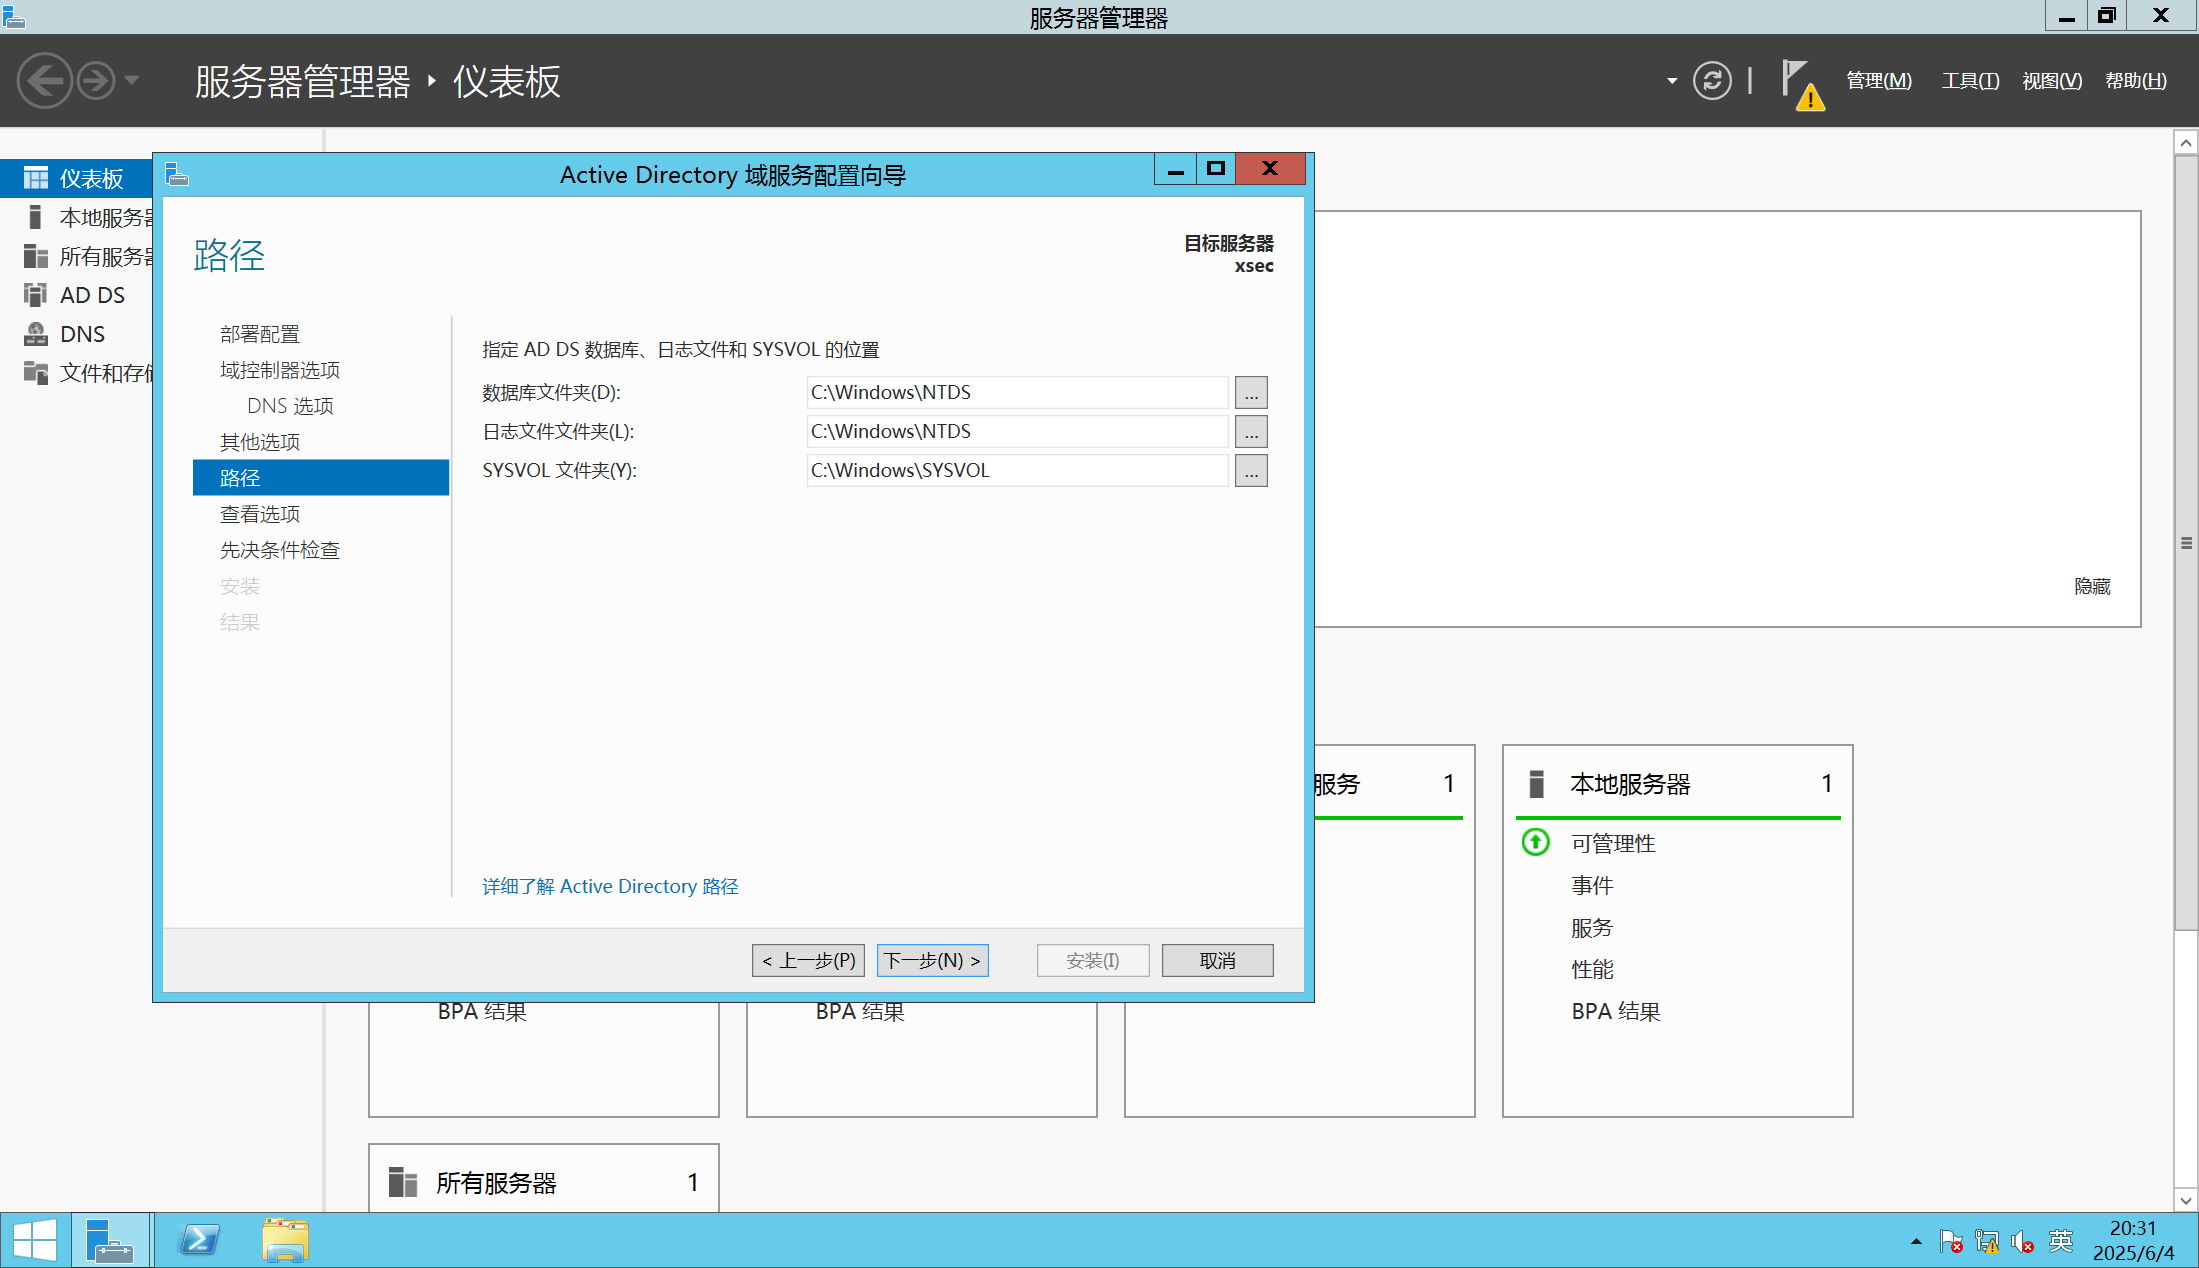 服务器管理器
服务器管理器 ‣ 仪表板
管理(M) 工具(T) 视图(V) 帮助(H)
仪表板
本地服务器
所有服务器
AD DS
DNS
文件和存储
Active Directory 域服务配置向导
路径
目标服务器
xsec
部署配置
域控制器选项
DNS 选项
其他选项
路径
查看选项
先决条件检查
安装
结果
指定 AD DS 数据库、日志文件和 SYSVOL 的位置
数据库文件夹(D): C:\Windows\NTDS ...
日志文件文件夹(L): C:\Windows\NTDS ...
SYSVOL 文件夹(Y): C:\Windows\SYSVOL ...
详细了解 Active Directory 路径
< 上一步(P) 下一步(N) > 安装(I) 取消
隐藏
服务 1
本地服务器 1
可管理性
事件
服务
性能
BPA 结果
BPA 结果
BPA 结果
所有服务器 1
英
20:31
2025/6/4